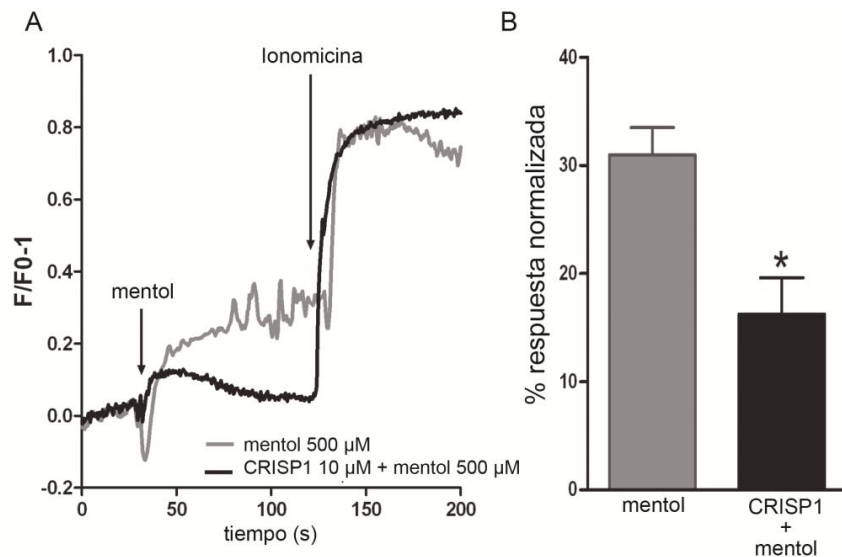 A
Ionomicina
mentol
F/F0-1
1.0
0.8
0.6
0.4
0.2
0.0
-0.2
0
50
100
150
200
tiempo (s)
mentol 500 µM
CRISP1 10 µM + mentol 500 µM
B
% respuesta normalizada
40
30
20
10
0
*
mentol
CRISP1
+
mentol